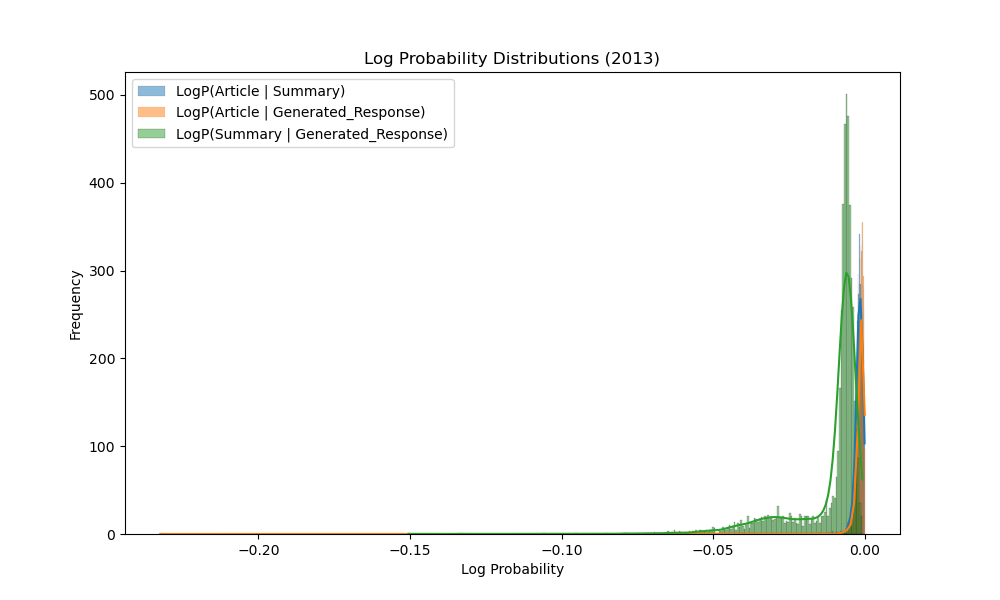 Log Probability Distributions (2013)
LogP(Article | Summary)
LogP(Article | Generated_Response)
LogP(Summary | Generated_Response)
500
400
300
200
100
0
Frequency
−0.20
−0.15
−0.10
−0.05
0.00
Log Probability